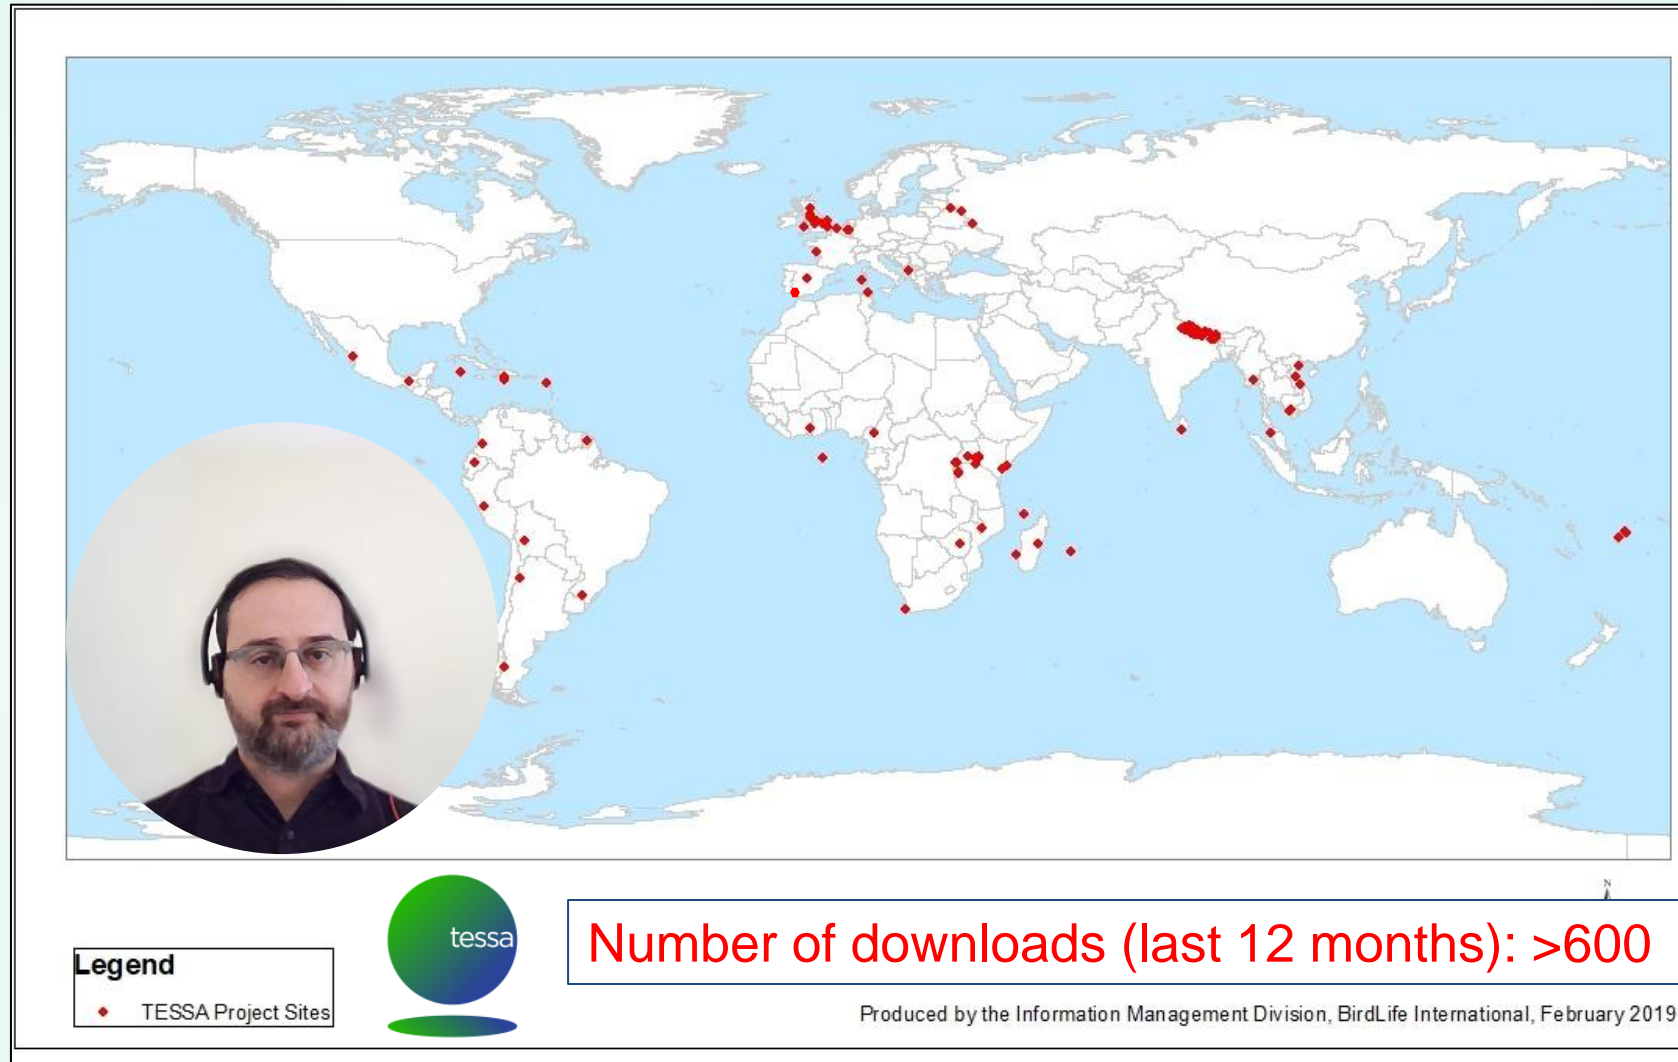 N
tessa
Number of downloads (last 12 months): >600
Legend
TESSA Project Sites
Produced by the Information Management Division, BirdLife International, February 2019